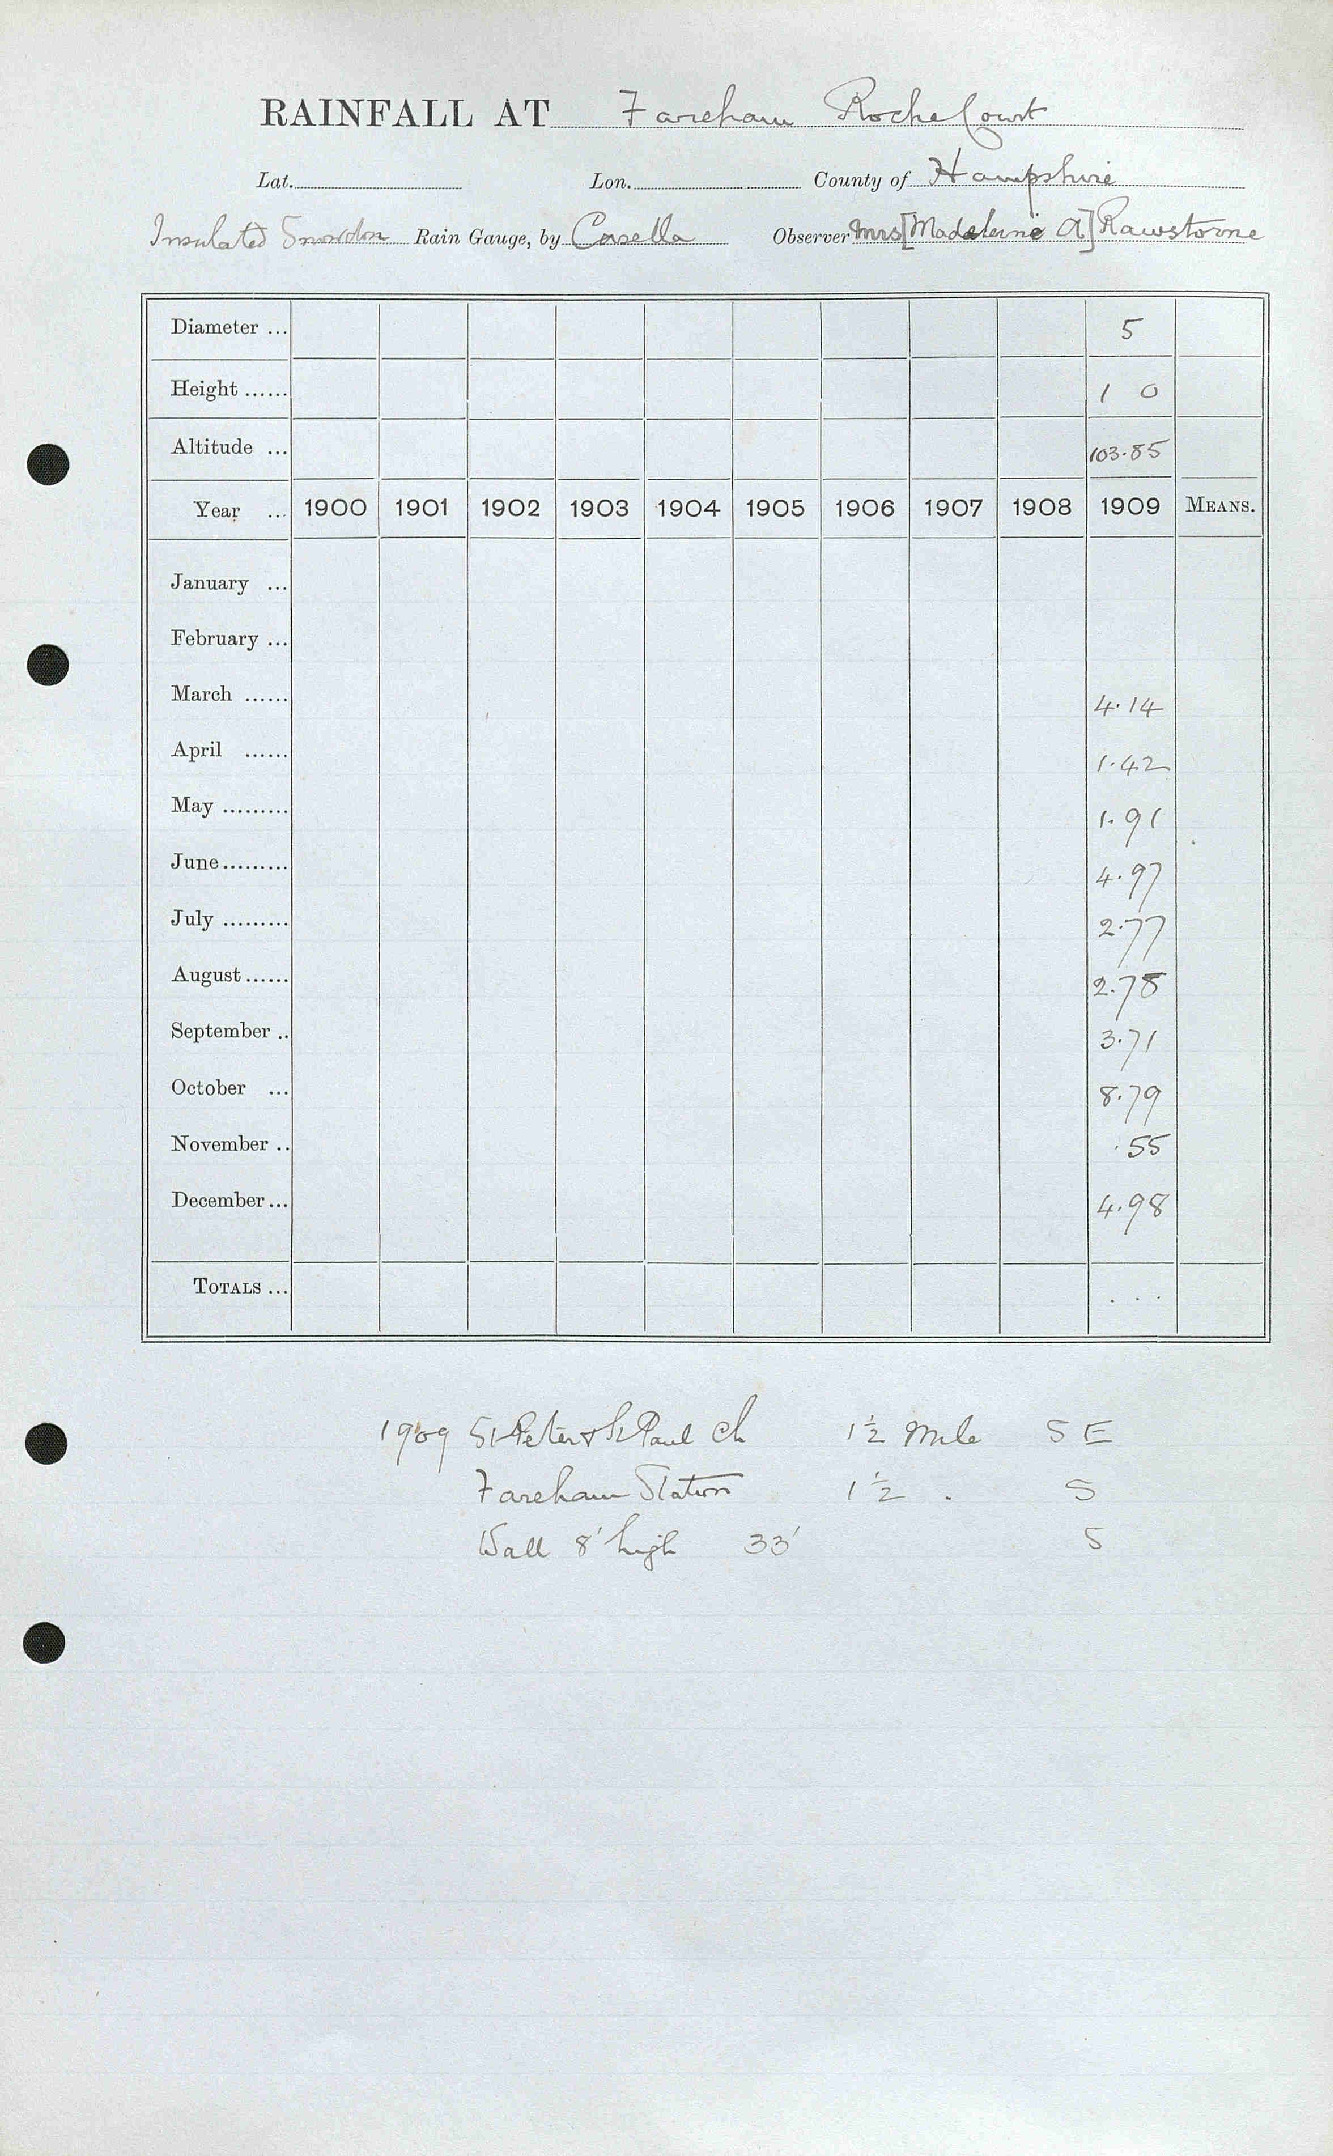 RAINFALL AT Fareham Roche Court
Lat. Lon. County of Hampshire
Insulated Snowdon Rain Gauge, by Casella Observer Mrs [Madeleine A] Rawstorne
Diameter ... 5
Height ...... 1 0
Altitude ... 103.85
Year ... 1900 1901 1902 1903 1904 1905 1906 1907 1908 1909 MEANS.
January ...
February ...
March ...... 4.14
April ...... 1.42
May ......... 1.91
June ......... 4.97
July ......... 2.77
August ...... 2.78
September .. 3.71
October ... 8.79
November .. .55
December ... 4.98
TOTALS ... . . .
1909 St Peter & St Paul Ch 1½ Mile S E
Fareham Station 1½ . S
Wall 8' high 33' S